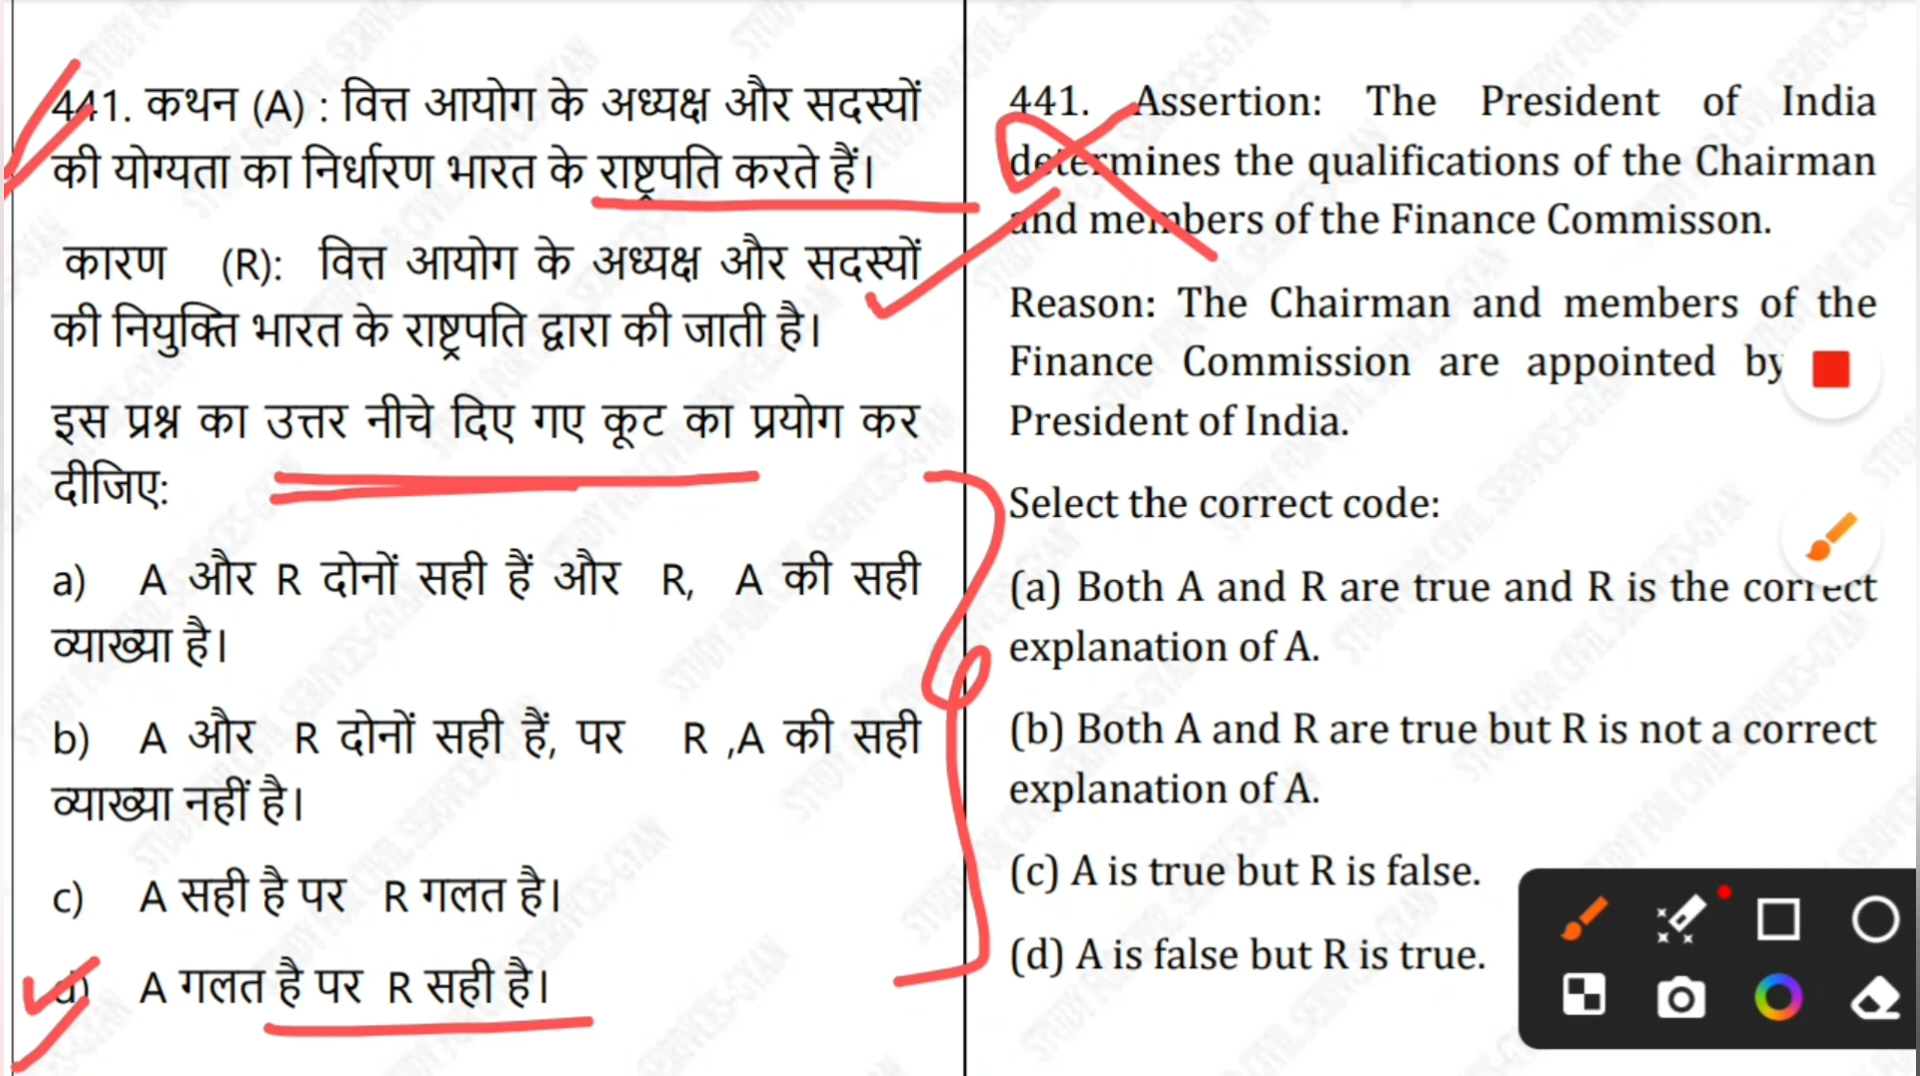 441. कथन (A) : वित्त आयोग के अध्यक्ष और सदस्यों
की योग्यता का निर्धारण भारत के राष्ट्रपति करते हैं।
कारण (R): वित्त आयोग के अध्यक्ष और सदस्यों
की नियुक्ति भारत के राष्ट्रपति द्वारा की जाती है।
इस प्रश्न का उत्तर नीचे दिए गए कूट का प्रयोग कर
दीजिए:
a) A और R दोनों सही हैं और R, A की सही
व्याख्या है।
b) A और R दोनों सही हैं, पर R ,A की सही
व्याख्या नहीं है।
c) A सही है पर R गलत है।
d) A गलत है पर R सही है।
441. Assertion: The President of India
determines the qualifications of the Chairman
and members of the Finance Commisson.
Reason: The Chairman and members of the
Finance Commission are appointed by
President of India.
Select the correct code:
(a) Both A and R are true and R is the correct
explanation of A.
(b) Both A and R are true but R is not a correct
explanation of A.
(c) A is true but R is false.
(d) A is false but R is true.